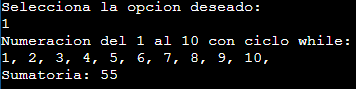 Selecciona la opcion deseado:
1
Numeracion del 1 al 10 con ciclo while:
1, 2, 3, 4, 5, 6, 7, 8, 9, 10,
Sumatoria: 55